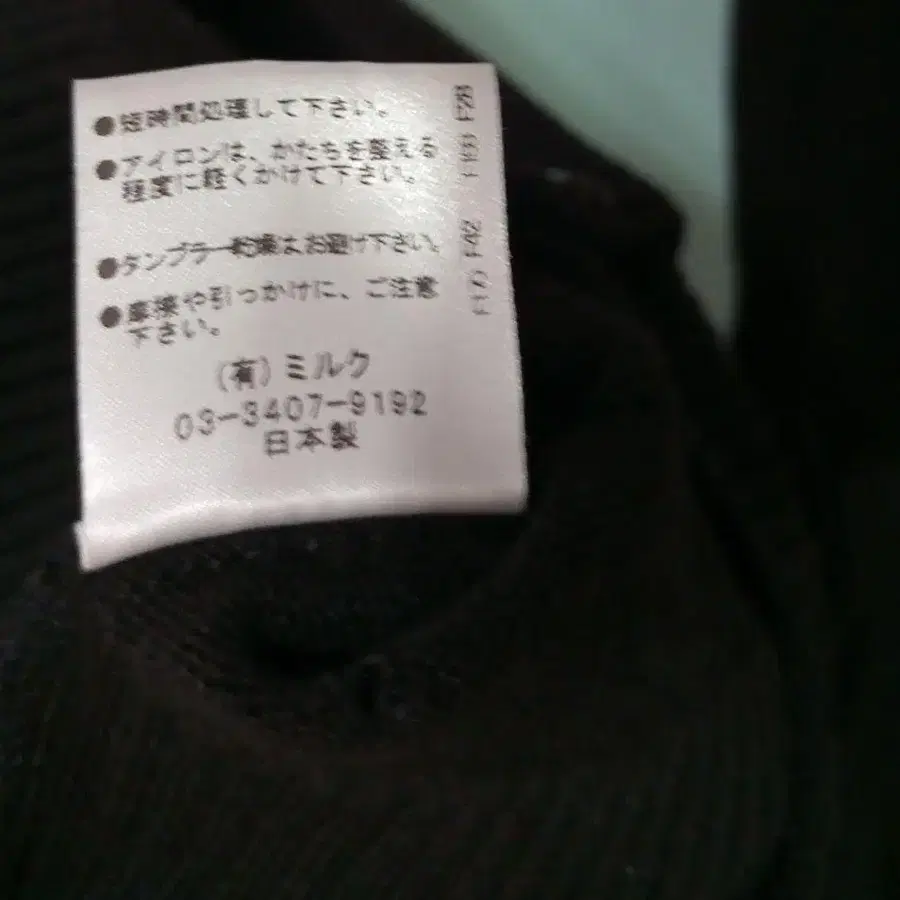 ●短時間処理して下さい。
●アイロンは、かたちを整える
程度に軽くかけて下さい。
●タンブラー乾燥はお避け下さい。
●摩擦や引っかけに、ご注意
下さい。
(有)ミルク
03-3407-9192
日本製
F28
F42